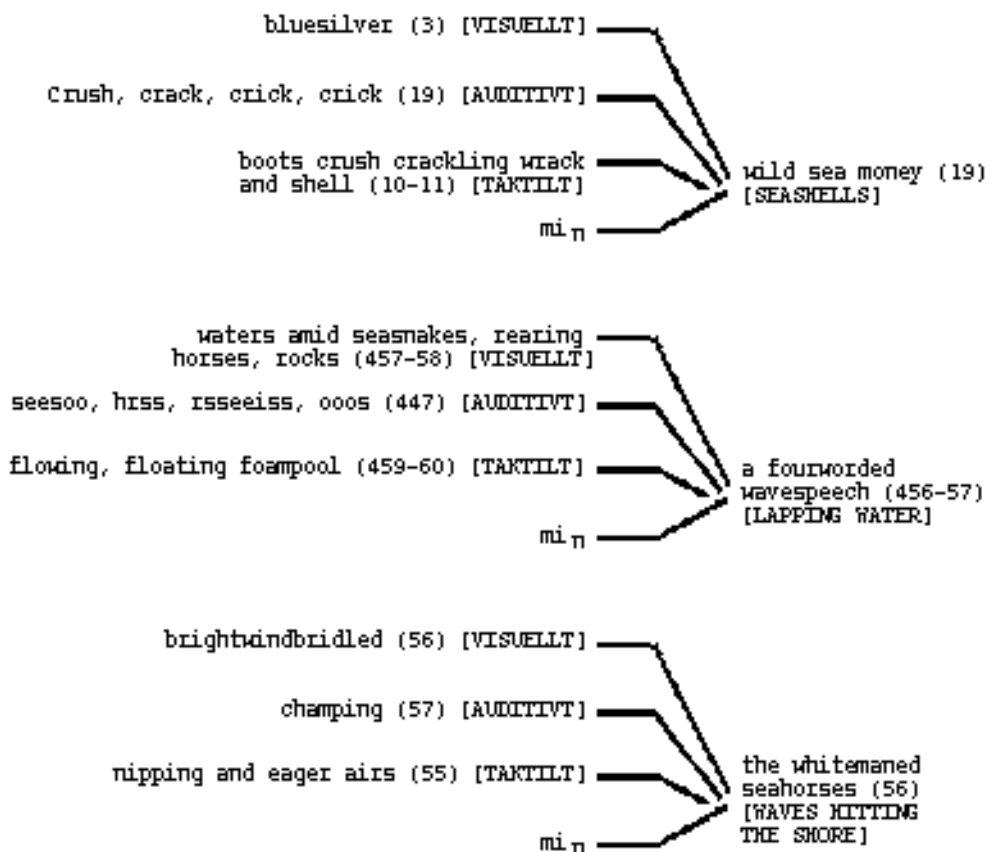 bluesilver (3) [VISUELLT]
Crush, crack, crick, crick (19) [AUDITIVT]
boots crush crackling wrack
and shell (10-11) [TAKTILT]
min
wild sea money (19)
[SEASHELLS]
waters amid seasnakes, rearing
horses, rocks (457-58) [VISUELLT]
seesoo, hrss, rsseeiss, ooos (447) [AUDITIVT]
flowing, floating foampool (459-60) [TAKTILT]
min
a fourworded
wavespeech (456-57)
[LAPPING WATER]
brightwindbridled (56) [VISUELLT]
champing (57) [AUDITIVT]
nipping and eager airs (55) [TAKTILT]
min
the whitemaned
seahorses (56)
[WAVES HITTING
THE SHORE]